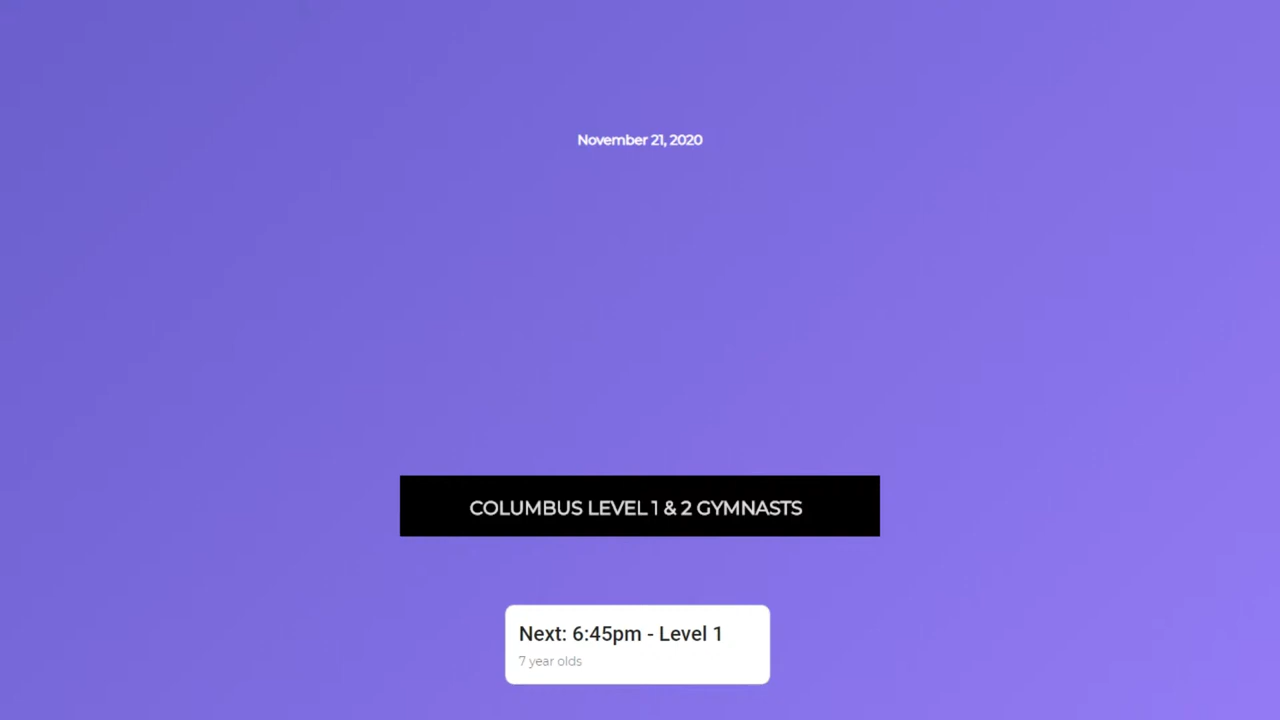 November 21, 2020
COLUMBUS LEVEL 1 & 2 GYMNASTS
Next: 6:45pm - Level 1
7 year olds